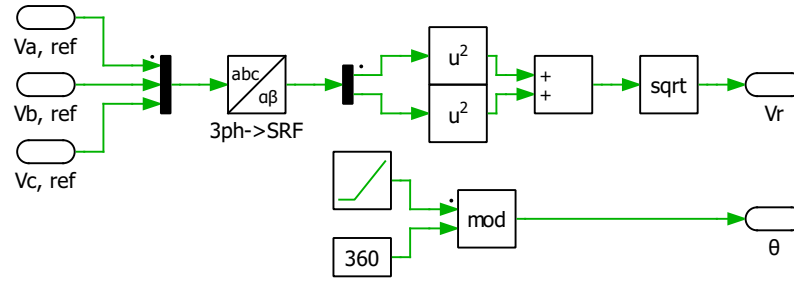 Va, ref
Vb, ref
Vc, ref
abc
αβ
3ph->SRF
u²
u²
+
+
sqrt
Vr
360
mod
θ